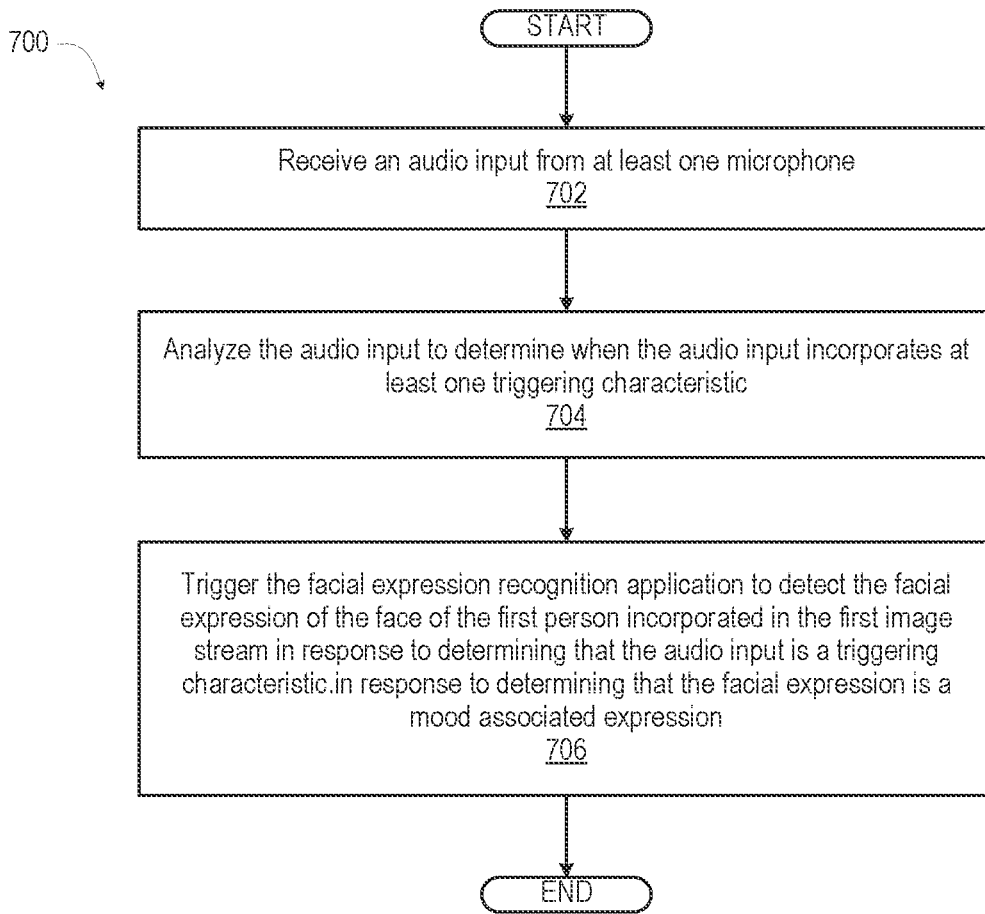 START
700
Receive an audio input from at least one microphone
702
Analyze the audio input to determine when the audio input incorporates at
least one triggering characteristic
704
Trigger the facial expression recognition application to detect the facial
expression of the face of the first person incorporated in the first image
stream in response to determining that the audio input is a triggering
characteristic.in response to determining that the facial expression is a
mood associated expression
706
END